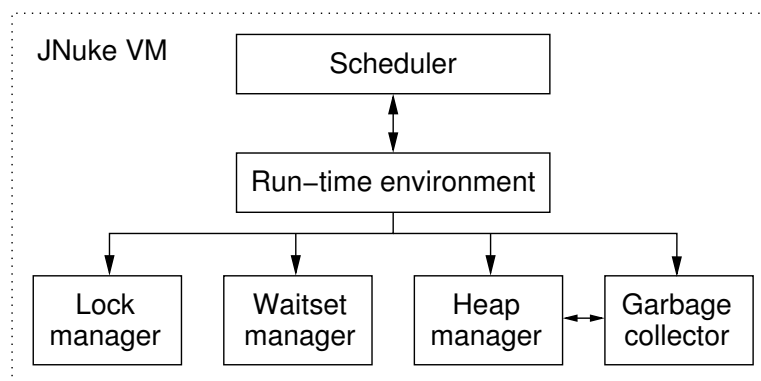 JNuke VM
Scheduler
Run−time environment
Lock
manager
Waitset
manager
Heap
manager
Garbage
collector